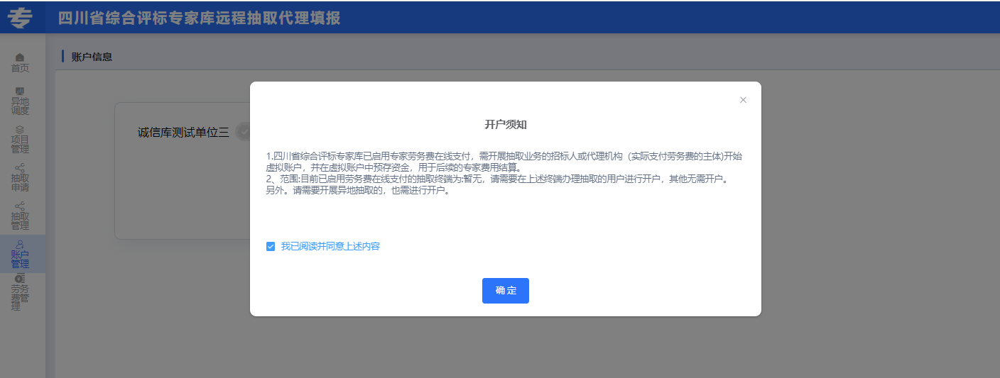 四川省综合评标专家库远程抽取代理填报
首页
异地
调度
项目
管理
抽取
申请
抽取
管理
账户
管理
劳务
费管
理
账户信息
诚信库测试单位三
开户须知
1.四川省综合评标专家库已启用专家劳务费在线支付，需开展抽取业务的招标人或代理机构（实际支付劳务费的主体)开始
虚拟账户，并在虚拟账户中预存资金，用于后续的专家费用结算。
2、范围:目前已启用劳务费在线支付的抽取终端为:暂无，请需要在上述终端办理抽取的用户进行开户，其他无需开户。
另外。请需要开展异地抽取的，也需进行开户。
我已阅读并同意上述内容
确 定